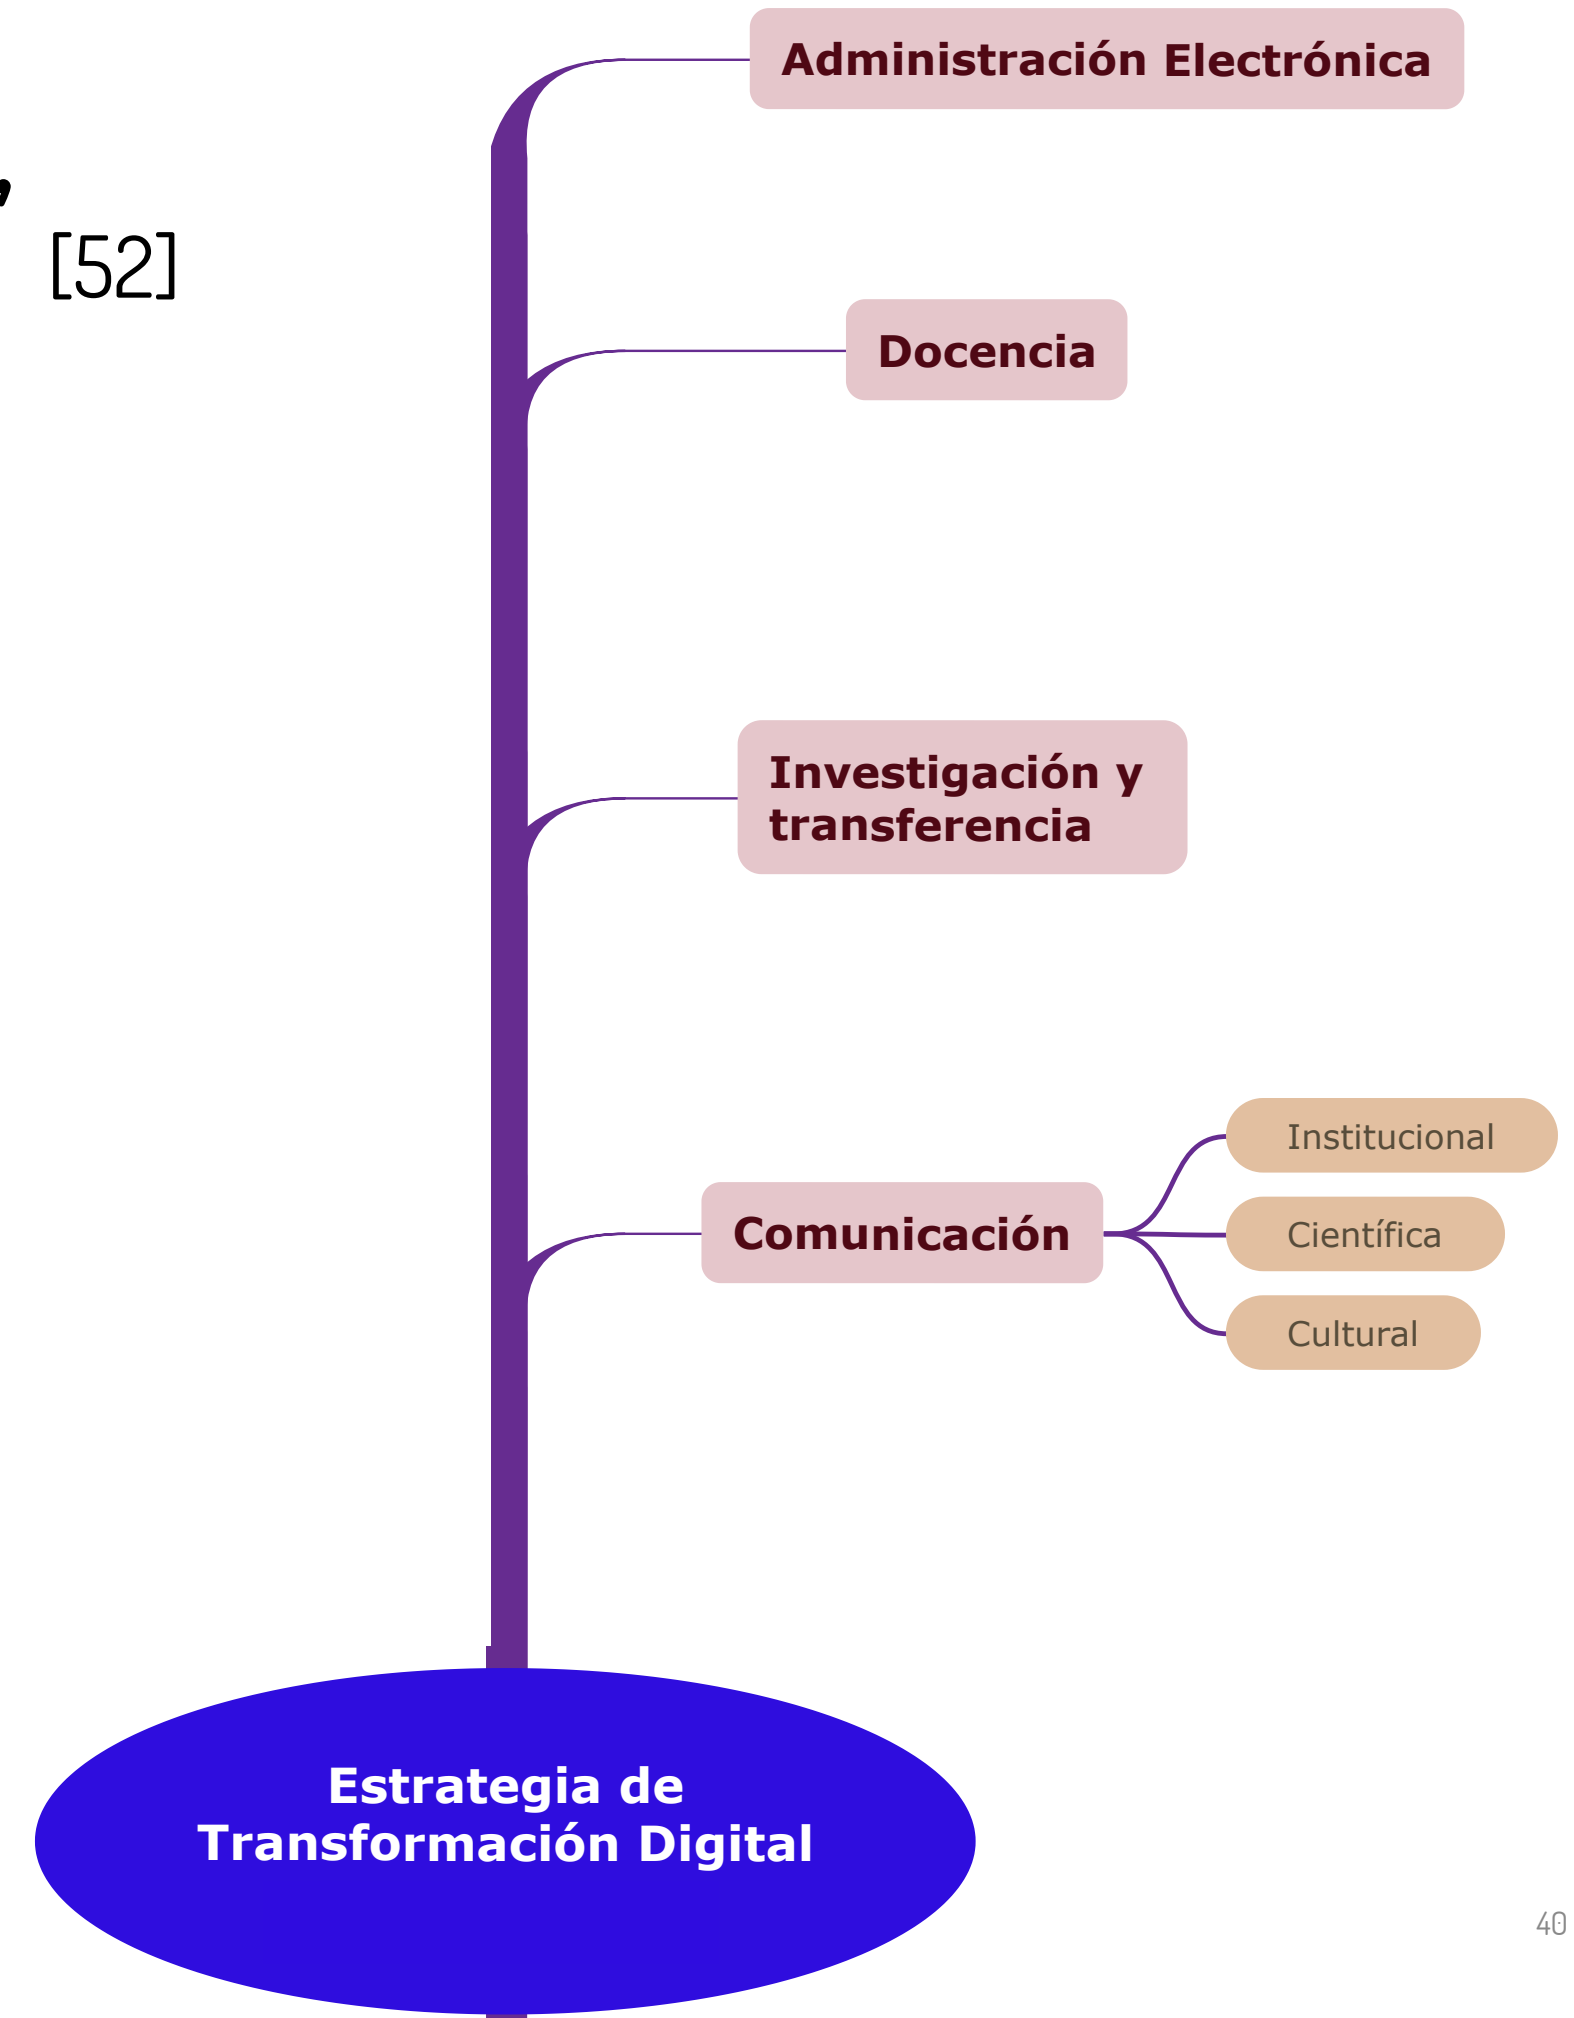 Administración Electrónica
[52]
Docencia
Investigación y
transferencia
Institucional
Comunicación
Científica
Cultural
Estrategia de
Transformación Digital
40